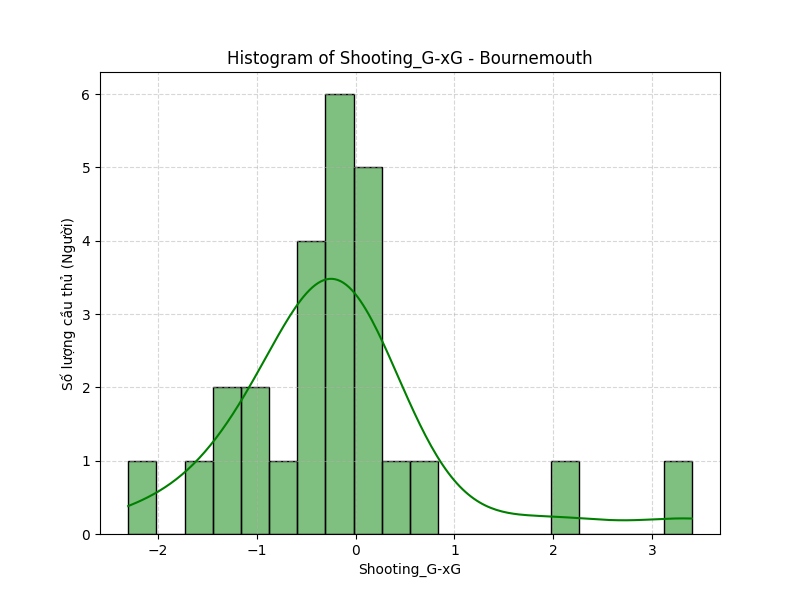 Histogram of Shooting_G-xG - Bournemouth
Số lượng cầu thủ (Người)
6
5
4
3
2
1
0
−2 −1 0 1 2 3
Shooting_G-xG